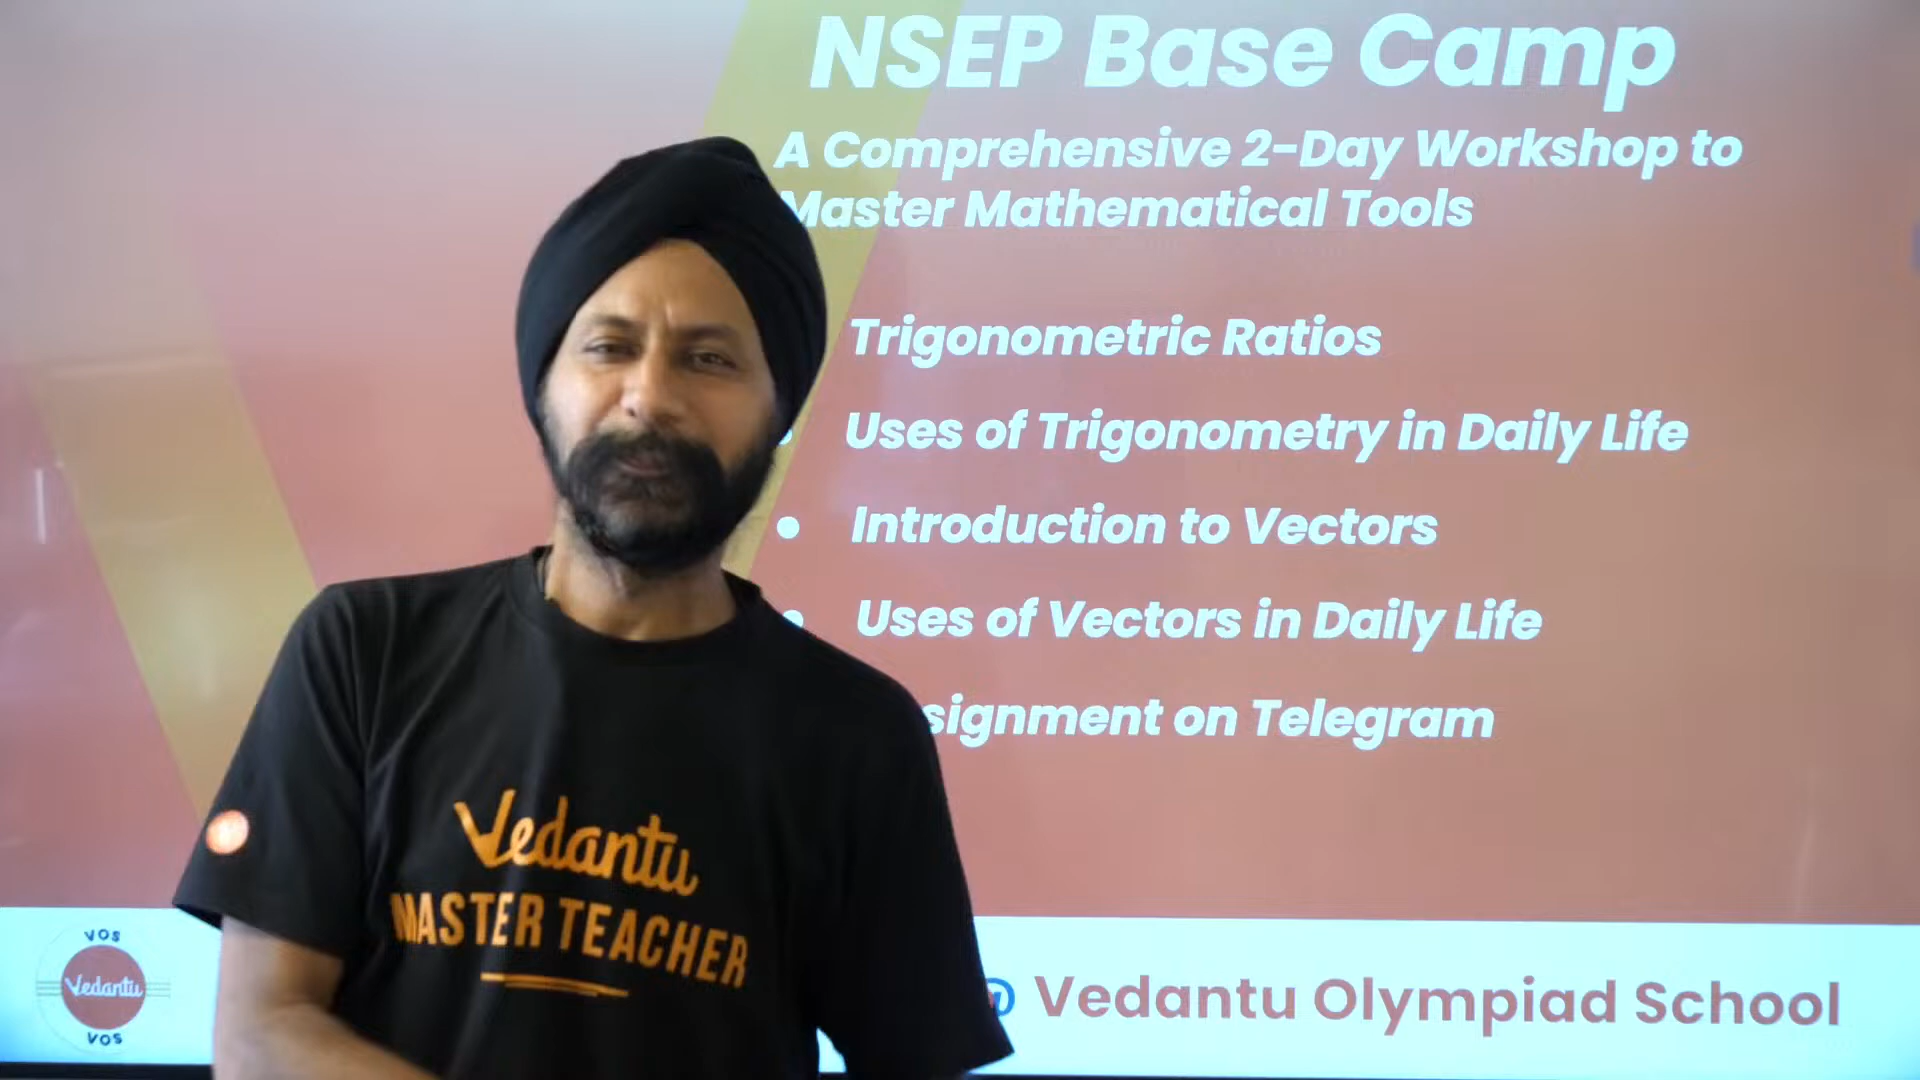 NSEP Base Camp
A Comprehensive 2-Day Workshop to
Master Mathematical Tools
Trigonometric Ratios
• Uses of Trigonometry in Daily Life
• Introduction to Vectors
• Uses of Vectors in Daily Life
signment on Telegram
Vedantu
MASTER TEACHER
VOS
Vedantu
VOS
@ Vedantu Olympiad School